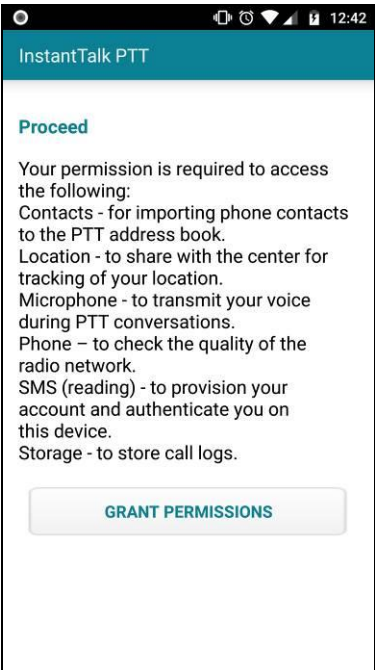 12:42
InstantTalk PTT
Proceed
Your permission is required to access
the following:
Contacts - for importing phone contacts
to the PTT address book.
Location - to share with the center for
tracking of your location.
Microphone - to transmit your voice
during PTT conversations.
Phone – to check the quality of the
radio network.
SMS (reading) - to provision your
account and authenticate you on
this device.
Storage - to store call logs.
GRANT PERMISSIONS